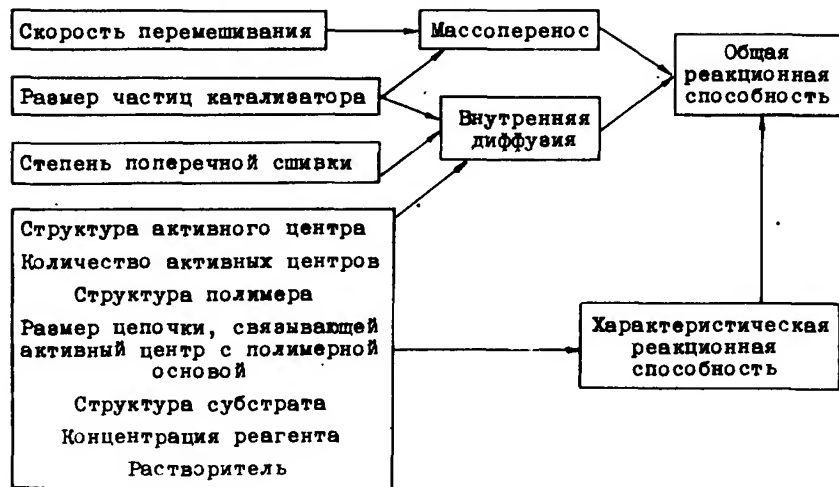 Скорость перемешивания
Массоперенос
Общая
реакционная
способность
Размер частиц катализатора
Внутренняя
диффузия
Степень поперечной сшивки
Структура активного центра
Количество активных центров
Структура полимера
Размер цепочки, связывающей
активный центр с полимерной
основой
Структура субстрата
Концентрация реагента
Растворитель
Характеристическая
реакционная
способность